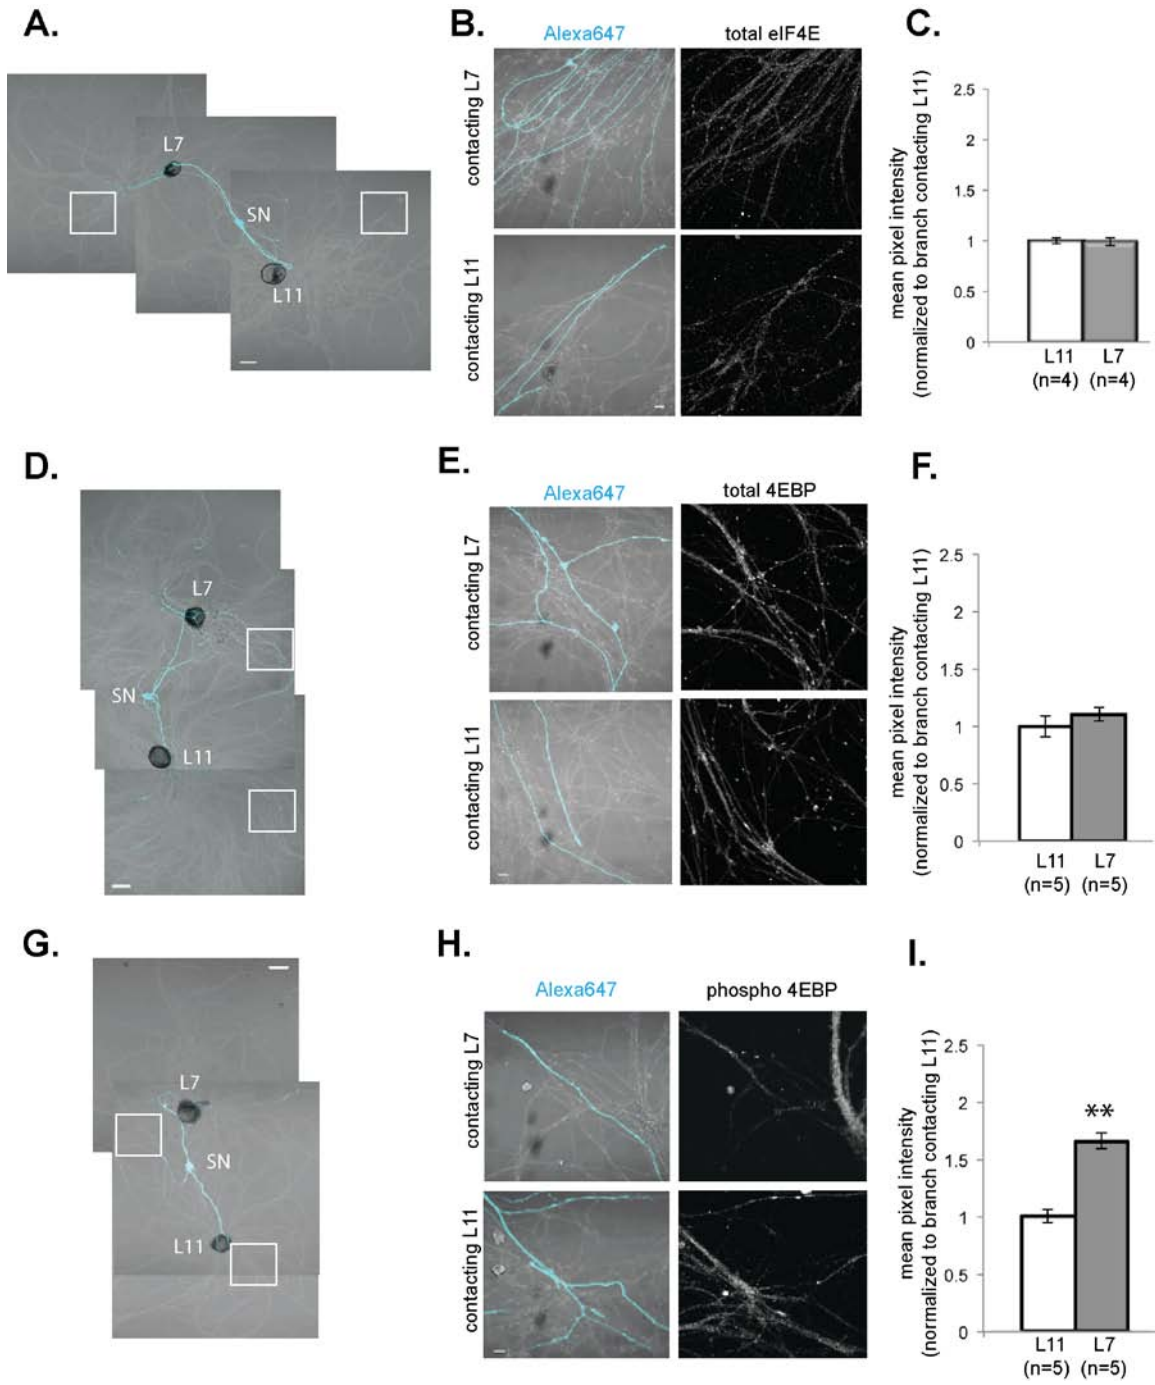 A.
L7
SN
L11
B.
Alexa647
total eIF4E
contacting L7
contacting L11
C.
mean pixel intensity
(normalized to branch contacting L11)
2.5
2
1.5
1
0.5
0
L11
L7
(n=4)
(n=4)
D.
L7
SN
L11
E.
Alexa647
total 4EBP
contacting L7
contacting L11
F.
mean pixel intensity
(normalized to branch contacting L11)
2.5
2
1.5
1
0.5
0
L11
L7
(n=5)
(n=5)
G.
L7
SN
L11
H.
Alexa647
phospho 4EBP
contacting L7
contacting L11
I.
mean pixel intensity
(normalized to branch contacting L11)
2.5
2
1.5
1
0.5
0
**
L11
L7
(n=5)
(n=5)